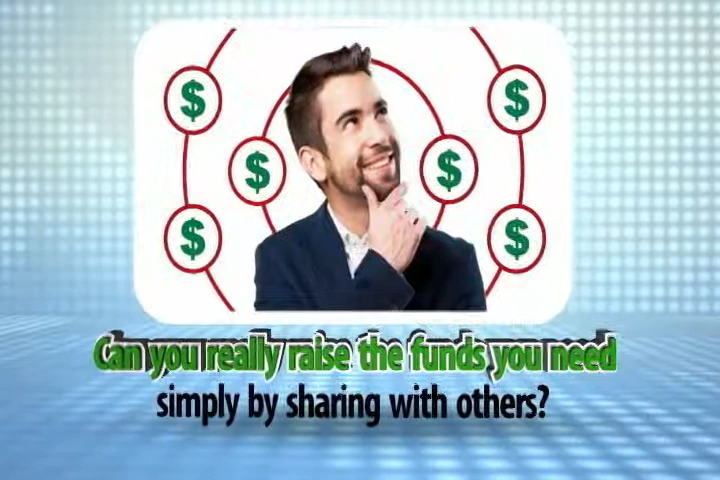 $ $
$ $
$ $
Can you really raise the funds you need
simply by sharing with others?